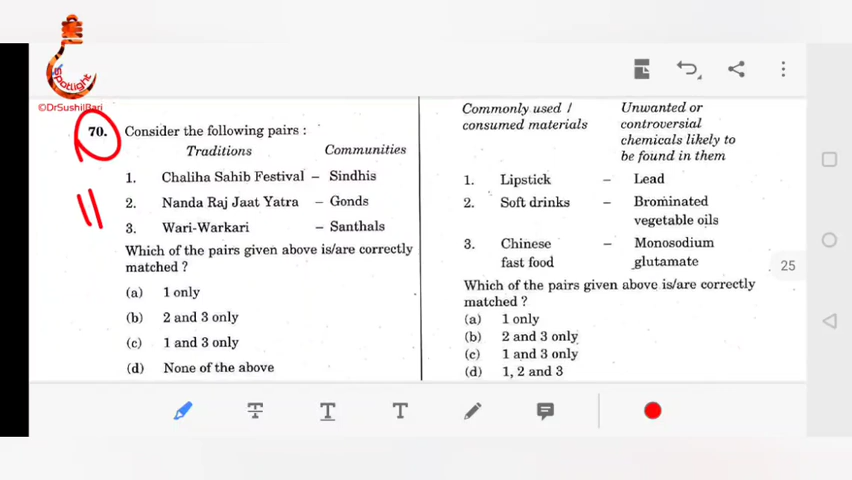 Spotlight
©DrSushilBari
70. Consider the following pairs :
Traditions Communities
1. Chaliha Sahib Festival – Sindhis
2. Nanda Raj Jaat Yatra – Gonds
3. Wari-Warkari – Santhals
Which of the pairs given above is/are correctly
matched ?
(a) 1 only
(b) 2 and 3 only
(c) 1 and 3 only
(d) None of the above
Commonly used / Unwanted or
consumed materials controversial
chemicals likely to
be found in them
1. Lipstick – Lead
2. Soft drinks – Brominated
vegetable oils
3. Chinese – Monosodium
fast food glutamate
Which of the pairs given above is/are correctly
matched ?
(a) 1 only
(b) 2 and 3 only
(c) 1 and 3 only
(d) 1, 2 and 3
25
T T T